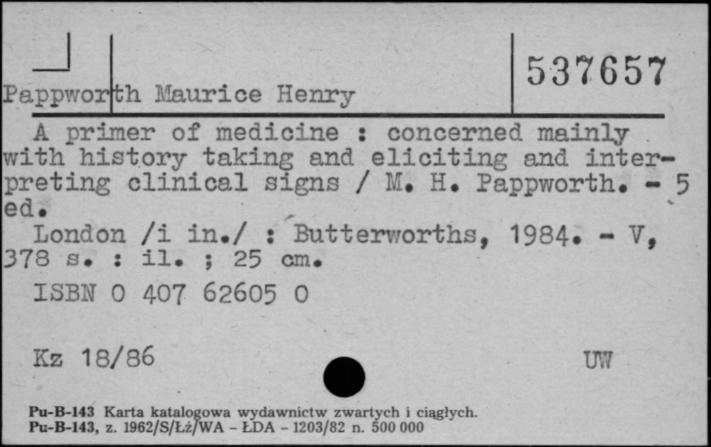 537657
Pappworth Maurice Henry
A primer of medicine : concerned mainly
with history taking and eliciting and inter-
preting clinical signs / M. H. Pappworth. - 5
ed.
London /i in./ : Butterworths, 1984. - V,
378 s. : il. ; 25 cm.
ISBN 0 407 62605 0
Kz 18/86 UW
Pu-B-143 Karta katalogowa wydawnictw zwartych i ciągłych.
Pu-B-143, z. 1962/S/Łż/WA - ŁDA - 1203/82 n. 500 000